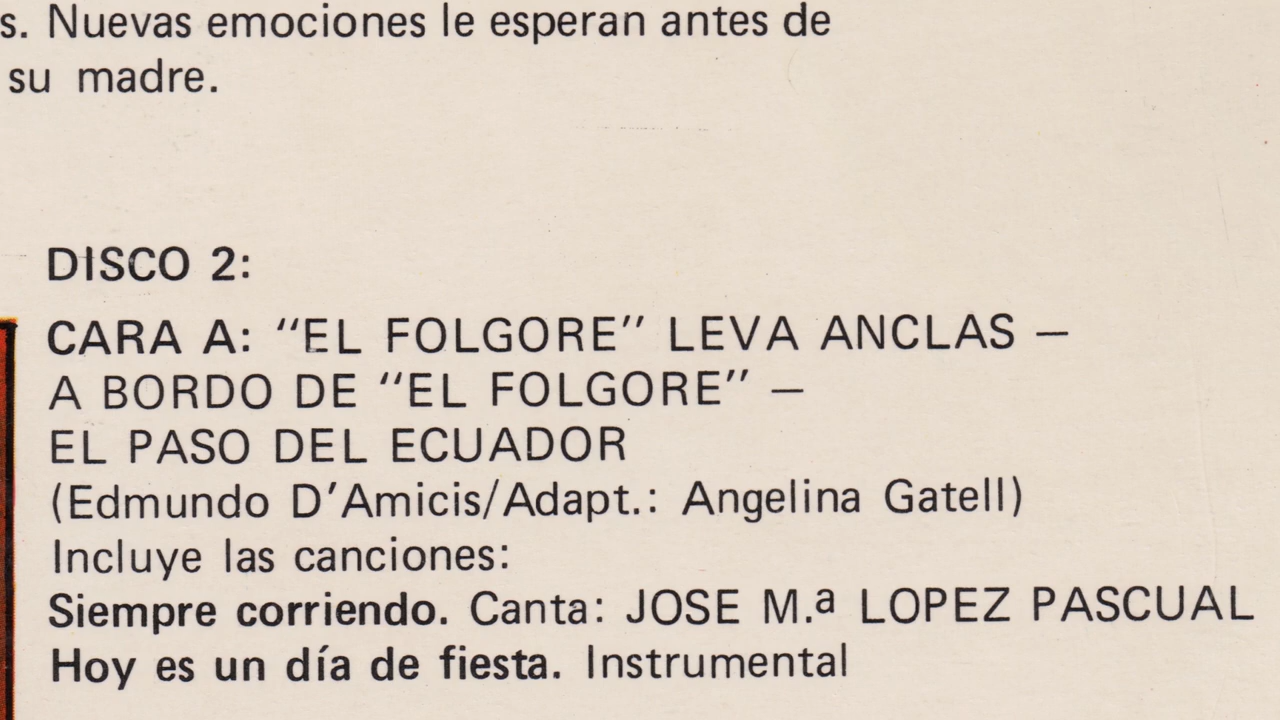 s. Nuevas emociones le esperan antes de
su madre.
DISCO 2:
CARA A: “EL FOLGORE” LEVA ANCLAS —
A BORDO DE “EL FOLGORE” —
EL PASO DEL ECUADOR
(Edmundo D’Amicis/Adapt.: Angelina Gatell)
Incluye las canciones:
Siempre corriendo. Canta: JOSE M.ª LOPEZ PASCUAL
Hoy es un día de fiesta. Instrumental